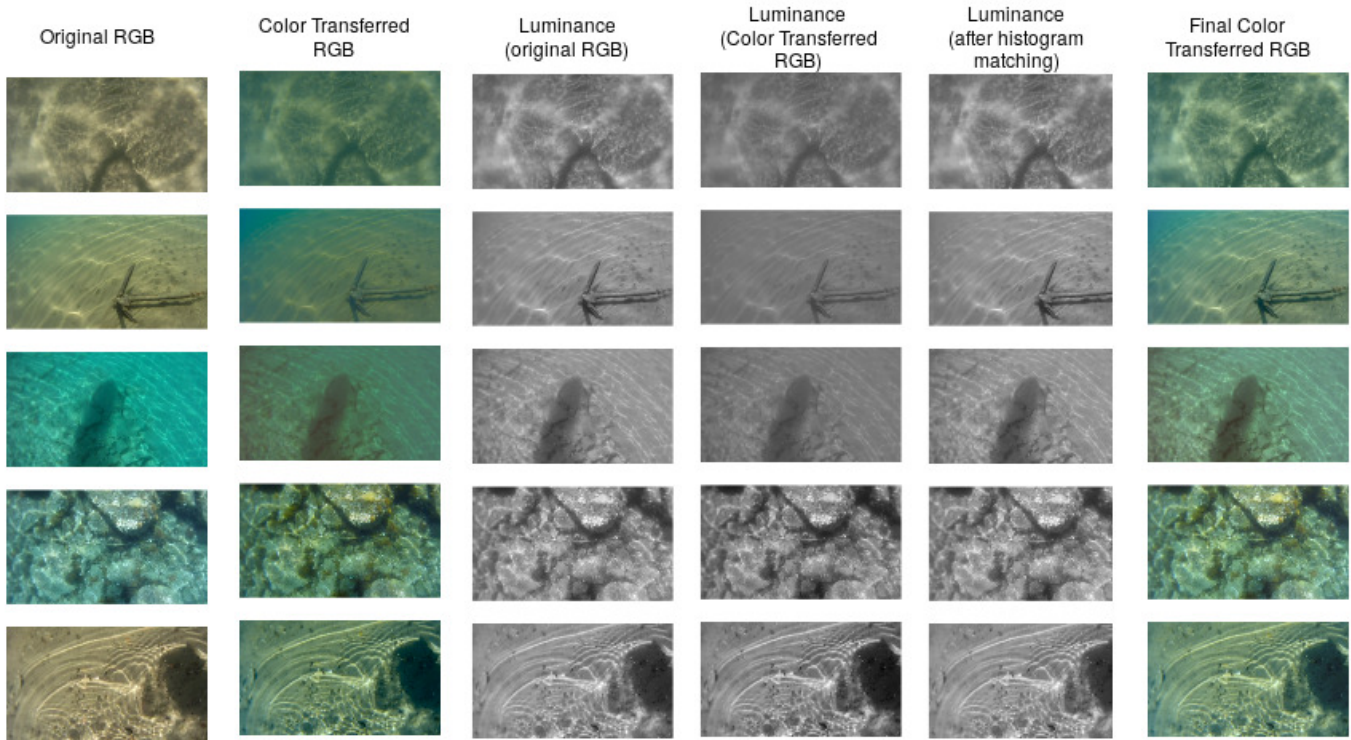 Original RGB
Color Transferred
RGB
Luminance
(original RGB)
Luminance
(Color Transferred
RGB)
Luminance
(after histogram
matching)
Final Color
Transferred RGB